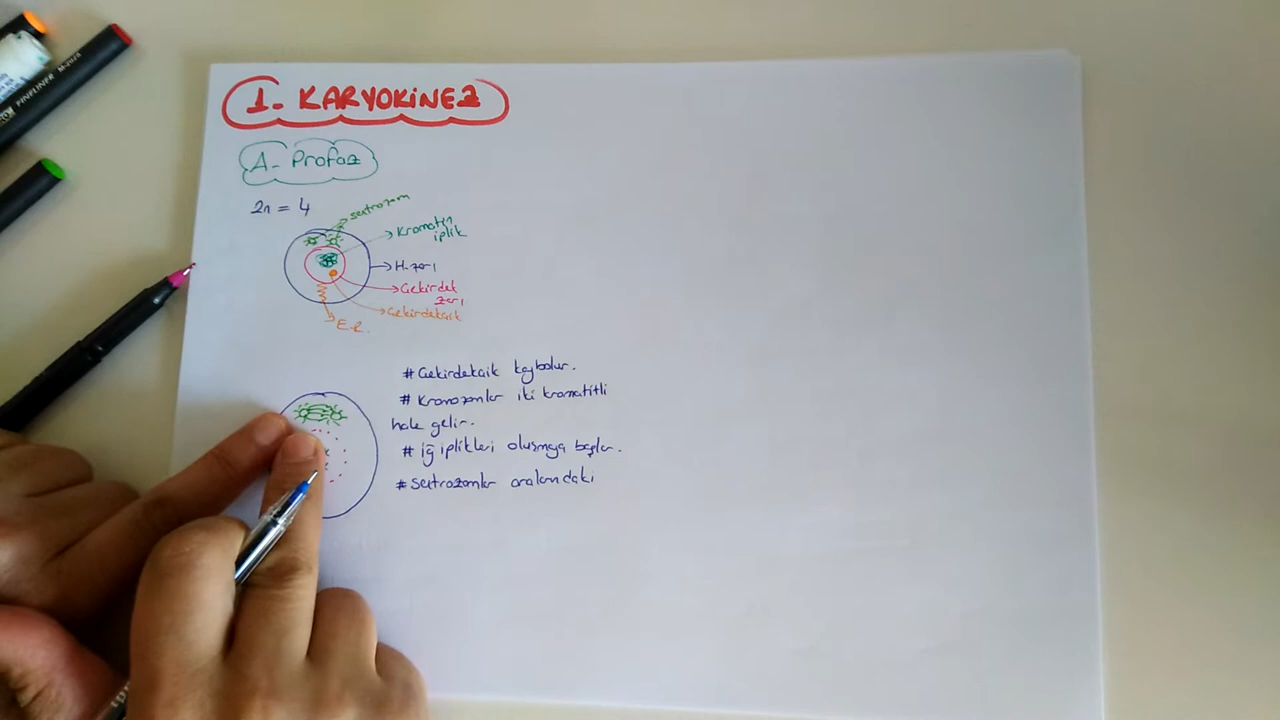 1- KARYOKİNEZ
A- Profaz
2n = 4
Sentrozom
Kromatin
iplik
H. zarı
Çekirdek
zarı
Çekirdekçik
E.R.
# Çekirdekçik kaybolur.
# Kromozomlar iki kromatitli
hale gelir.
# İğ iplikleri oluşmaya başlar.
# Sentrozomlar aralarındaki
FINELINER